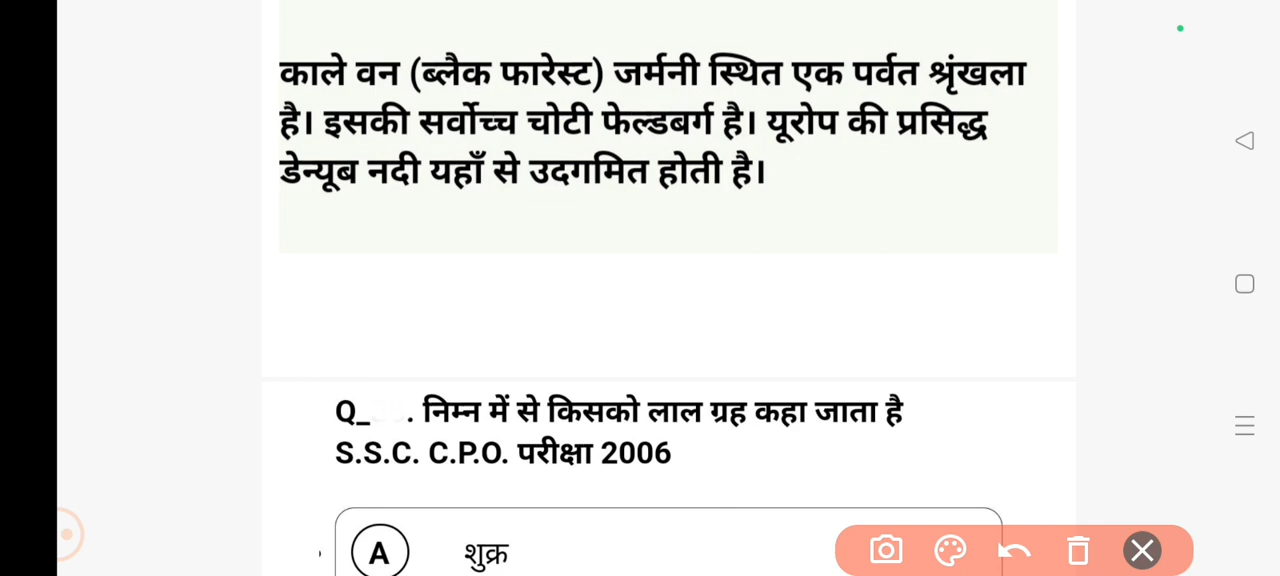 काले वन (ब्लैक फारेस्ट) जर्मनी स्थित एक पर्वत श्रृंखला
है। इसकी सर्वोच्च चोटी फेल्डबर्ग है। यूरोप की प्रसिद्ध
डेन्यूब नदी यहाँ से उदगमित होती है।
Q_ . निम्न में से किसको लाल ग्रह कहा जाता है
S.S.C. C.P.O. परीक्षा 2006
A शुक्र